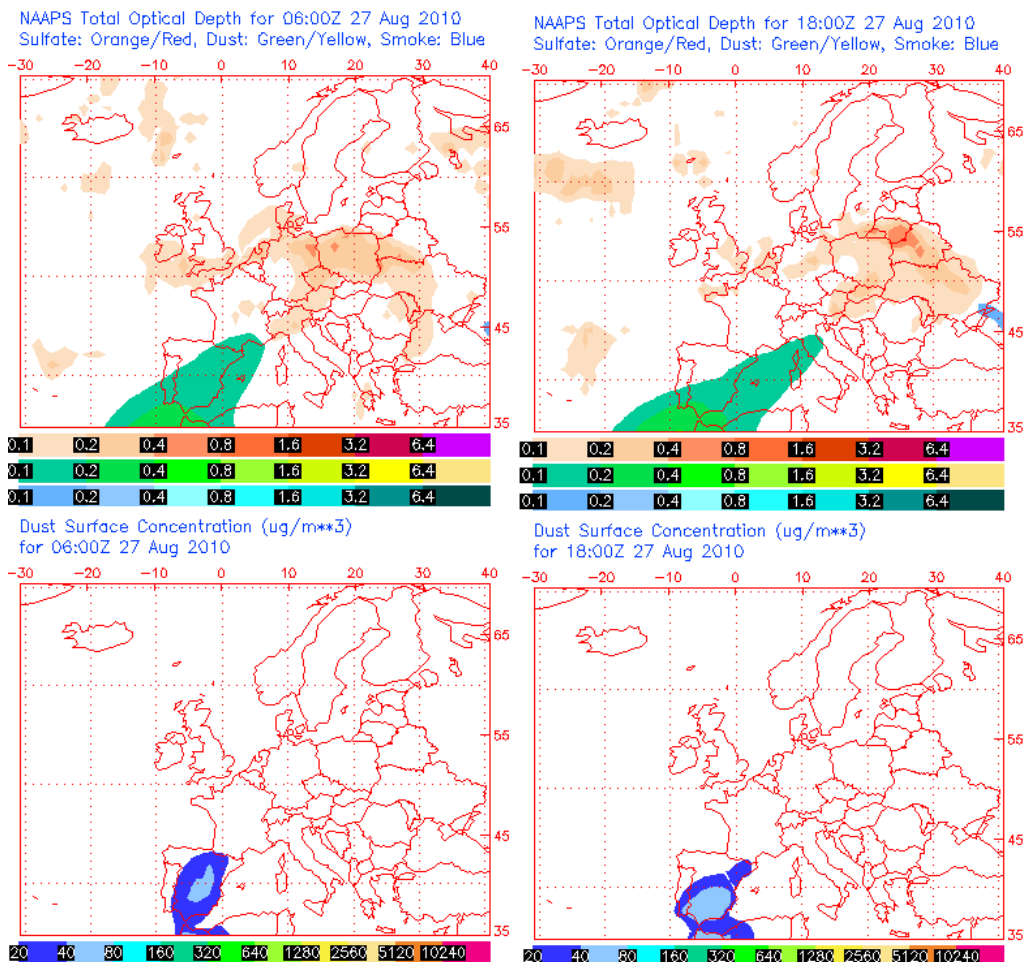 NAAPS Total Optical Depth for 06:00Z 27 Aug 2010
Sulfate: Orange/Red, Dust: Green/Yellow, Smoke: Blue
-30 -20 -10 0 10 20 30 40
65
55
45
35
0.1 0.2 0.4 0.8 1.6 3.2 6.4
0.1 0.2 0.4 0.8 1.6 3.2 6.4
0.1 0.2 0.4 0.8 1.6 3.2 6.4
NAAPS Total Optical Depth for 18:00Z 27 Aug 2010
Sulfate: Orange/Red, Dust: Green/Yellow, Smoke: Blue
-30 -20 -10 0 10 20 30 40
65
55
45
35
0.1 0.2 0.4 0.8 1.6 3.2 6.4
0.1 0.2 0.4 0.8 1.6 3.2 6.4
0.1 0.2 0.4 0.8 1.6 3.2 6.4
Dust Surface Concentration (ug/m**3)
for 06:00Z 27 Aug 2010
-30 -20 -10 0 10 20 30 40
65
55
45
35
20 40 80 160 320 640 1280 2560 5120 10240
Dust Surface Concentration (ug/m**3)
for 18:00Z 27 Aug 2010
-30 -20 -10 0 10 20 30 40
65
55
45
35
20 40 80 160 320 640 1280 2560 5120 10240